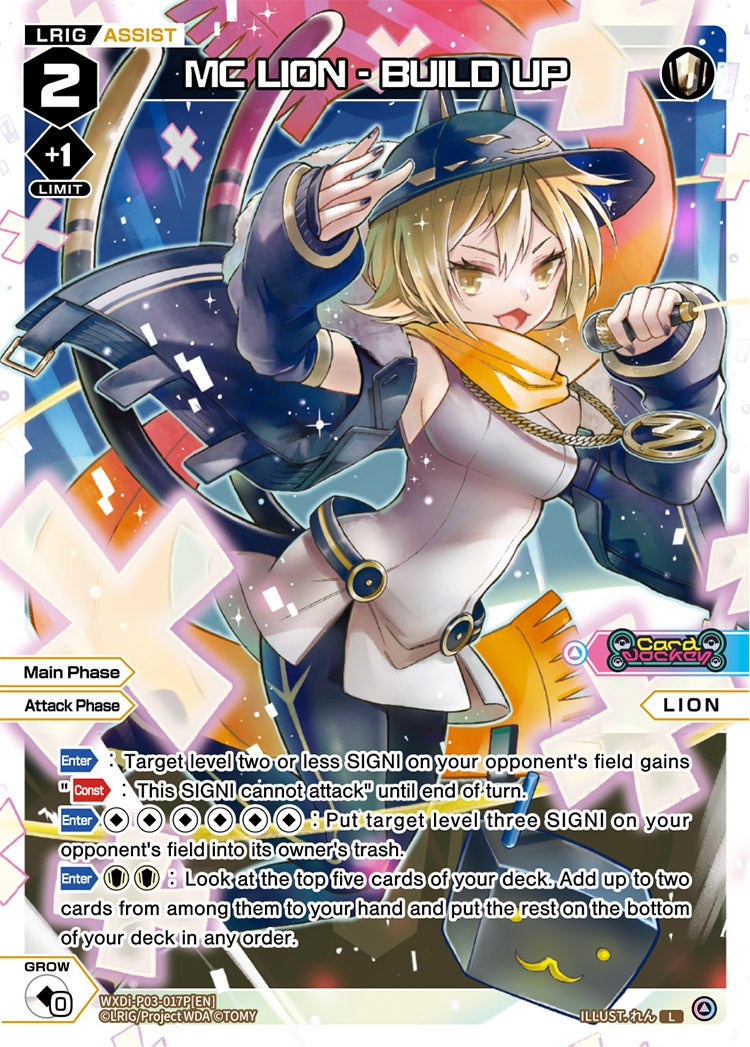 LRIG ASSIST
2
MC LION - BUILD UP
+1
LIMIT
Card Jockey
Main Phase
Attack Phase
LION
Enter : Target level two or less SIGNI on your opponent's field gains
" Const : This SIGNI cannot attack" until end of turn.
Enter : Put target level three SIGNI on your
opponent's field into its owner's trash.
Enter : Look at the top five cards of your deck. Add up to two
cards from among them to your hand and put the rest on the bottom
of your deck in any order.
GROW
0
WXDi-P03-017P[EN]
©LRIG/Project WDA ©TOMY
ILLUST. れん L